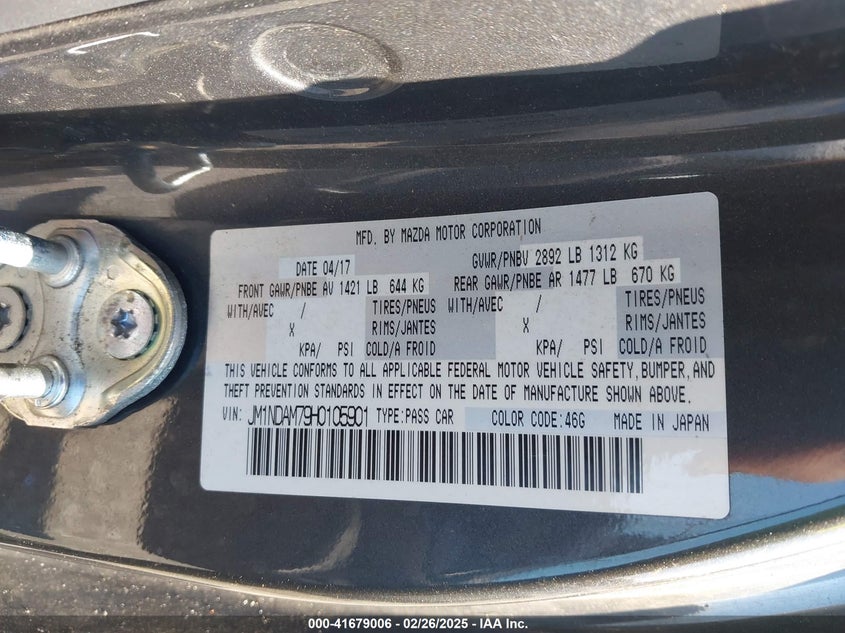 MFD. BY MAZDA MOTOR CORPORATION
DATE 04/17 GVWR/PNBV 2892 LB 1312 KG
FRONT GAWR/PNBE AV 1421 LB 644 KG REAR GAWR/PNBE AR 1477 LB 670 KG
WITH/AVEC / TIRES/PNEUS WITH/AVEC / TIRES/PNEUS
X RIMS/JANTES X RIMS/JANTES
KPA/ PSI COLD/A FROID KPA/ PSI COLD/A FROID
THIS VEHICLE CONFORMS TO ALL APPLICABLE FEDERAL MOTOR VEHICLE SAFETY, BUMPER, AND
THEFT PREVENTION STANDARDS IN EFFECT ON THE DATE OF MANUFACTURE SHOWN ABOVE.
VIN: JM1NDAM79H0105901 TYPE:PASS CAR COLOR CODE:46G MADE IN JAPAN
000-41679006 - 02/26/2025 - IAA Inc.